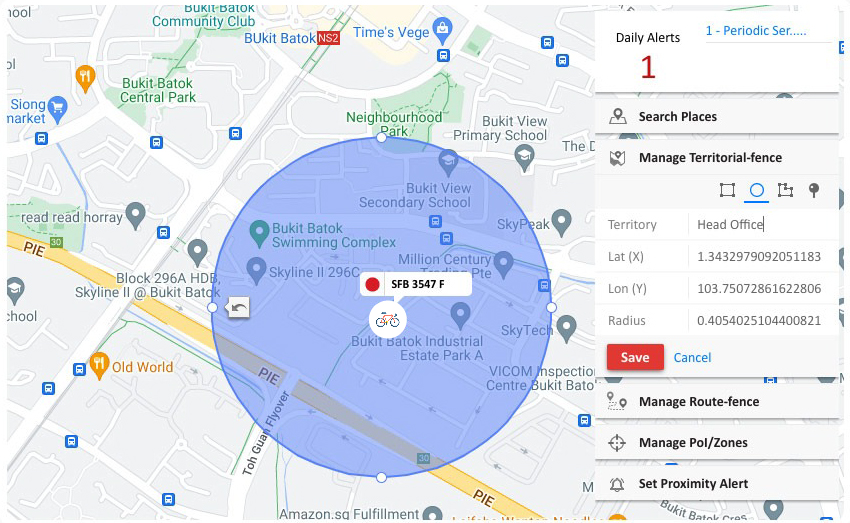 Bukit Batok
Community Club
BUkit Batok
NS2
Time's Vege
Bukit Batok
Central Park
Siong
market
Neighbourhood
Park
Bukit View
Primary School
The D
Bukit View
Secondary School
read read horray
PIE
30
Bukit Batok
Swimming Complex
SkyPeak
Million Century
Trading Pte
Skyline II 296C
Block 296A HDB,
Skyline II @ Bukit Batok
chool
SFB 3547 F
SkyTech
Bukit Batok Industrial
Estate Park A
Old World
PIE
VICOM Inspection
Centre Bukit Bato
Toh Guan Flyover
30
PIE
Amazon.sg Fulfillment
Bukit Batok Cres
Daily Alerts
1
1 - Periodic Ser.....
Search Places
Manage Territorial-fence
Territory
Head Office
Lat (X)
1.3432979092051183
Lon (Y)
103.75072861622806
Radius
0.4054025104400821
Save
Cancel
Manage Route-fence
Manage PoI/Zones
Set Proximity Alert